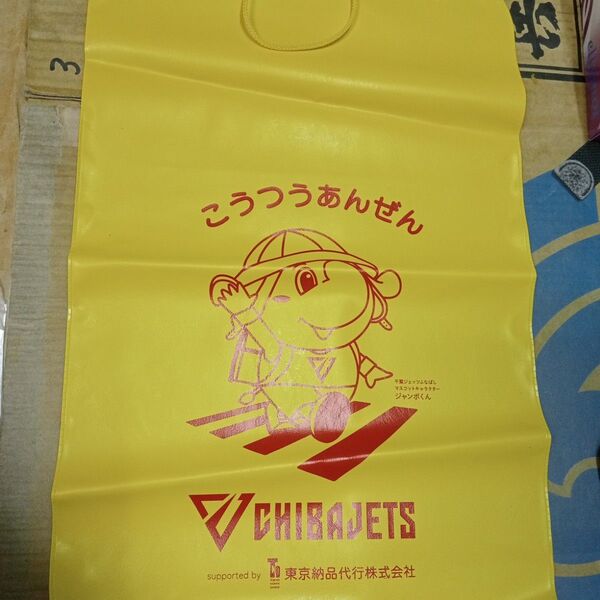 3
こうつうあんぜん
千葉ジェッツふなばし
マスコットキャラクター
ジャンボくん
CHIBAJETS
supported by 東京納品代行株式会社